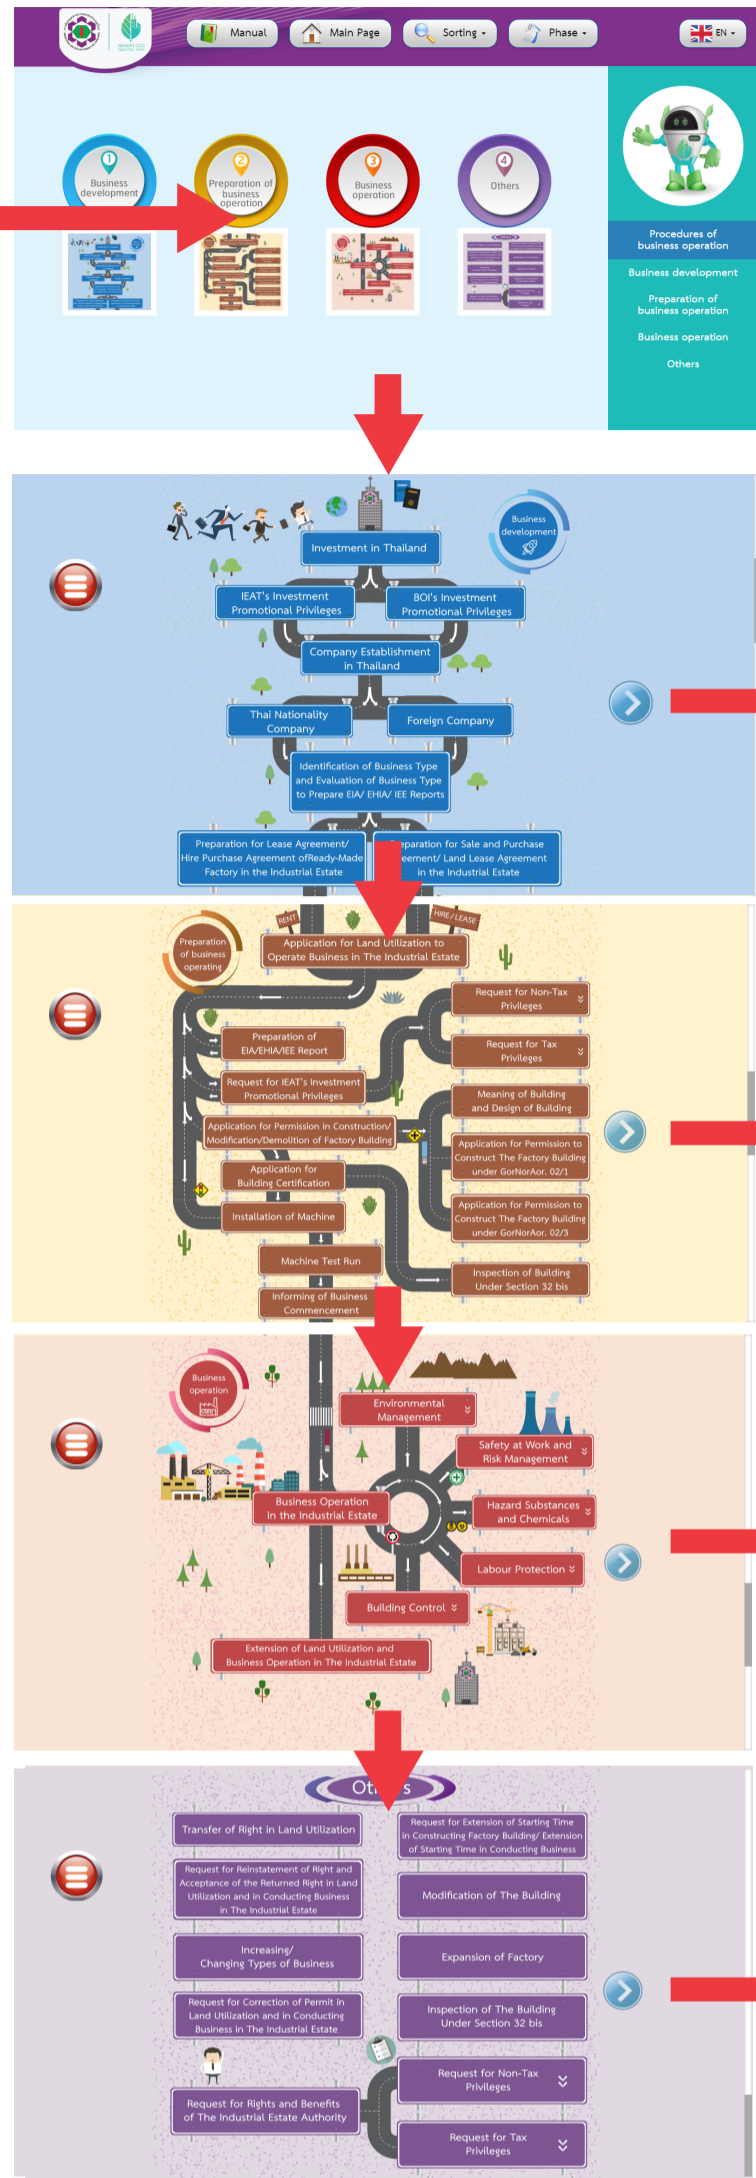 Manual
Main Page
Sorting
Phase
EN
1
Business
development
2
Preparation of
business
operation
3
Business
operation
4
Others
Procedures of
business operation
Business development
Preparation of
business operation
Business operation
Others
Business
development
Investment in Thailand
IEAT's Investment
Promotional Privileges
BOI's Investment
Promotional Privileges
Company Establishment
in Thailand
Thai Nationality
Company
Foreign Company
Identification of Business Type
and Evaluation of Business Type
to Prepare EIA/ EHIA/ IEE Reports
Preparation for Lease Agreement/
Hire Purchase Agreement ofReady-Made
Factory in the Industrial Estate
Preparation for Sale and Purchase
Agreement/ Land Lease Agreement
in the Industrial Estate
Preparation
of business
operating
RENT
HIRE / LEASE
Application for Land Utilization to
Operate Business in The Industrial Estate
Request for Non-Tax
Privileges
Preparation of
EIA/EHIA/IEE Report
Request for Tax
Privileges
Request for IEAT's Investment
Promotional Privileges
Meaning of Building
and Design of Building
Application for Permission in Construction/
Modification/Demolition of Factory Building
Application for Permission to
Construct The Factory Building
under GorNorAor. 02/1
Application for
Building Certification
Installation of Machine
Application for Permission to
Construct The Factory Building
under GorNorAor. 02/3
Machine Test Run
Inspection of Building
Under Section 32 bis
Informing of Business
Commencement
Business
operation
Environmental
Management
Safety at Work and
Risk Management
Business Operation
in the Industrial Estate
Hazard Substances
and Chemicals
Labour Protection
Building Control
Extension of Land Utilization and
Business Operation in The Industrial Estate
Others
Transfer of Right in Land Utilization
Request for Extension of Starting Time
in Constructing Factory Building/ Extension
of Starting Time in Conducting Business
Request for Reinstatement of Right and
Acceptance of the Returned Right in Land
Utilization and in Conducting Business
in The Industrial Estate
Modification of The Building
Increasing/
Changing Types of Business
Expansion of Factory
Request for Correction of Permit in
Land Utilization and in Conducting
Business in The Industrial Estate
Inspection of The Building
Under Section 32 bis
Request for Non-Tax
Privileges
Request for Rights and Benefits
of The Industrial Estate Authority
Request for Tax
Privileges